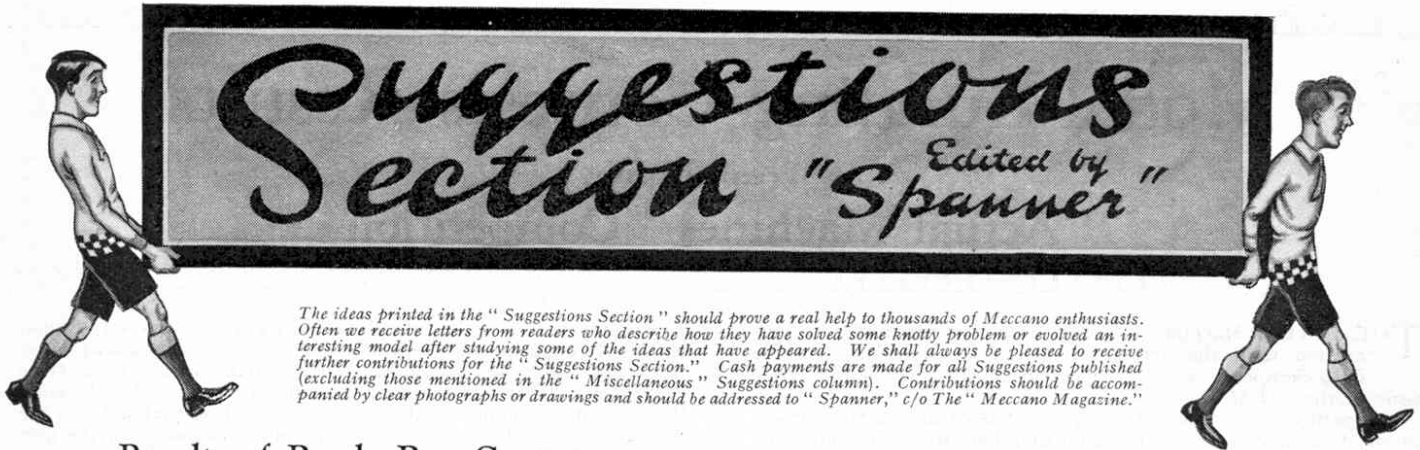 Suggestions
Section
Edited by
"Spanner"
The ideas printed in the "Suggestions Section" should prove a real help to thousands of Meccano enthusiasts.
Often we receive letters from readers who describe how they have solved some knotty problem or evolved an in-
teresting model after studying some of the ideas that have appeared. We shall always be pleased to receive
further contributions for the "Suggestions Section." Cash payments are made for all Suggestions published
(excluding those mentioned in the "Miscellaneous" Suggestions column). Contributions should be accom-
panied by clear photographs or drawings and should be addressed to "Spanner," c/o The "Meccano Magazine."